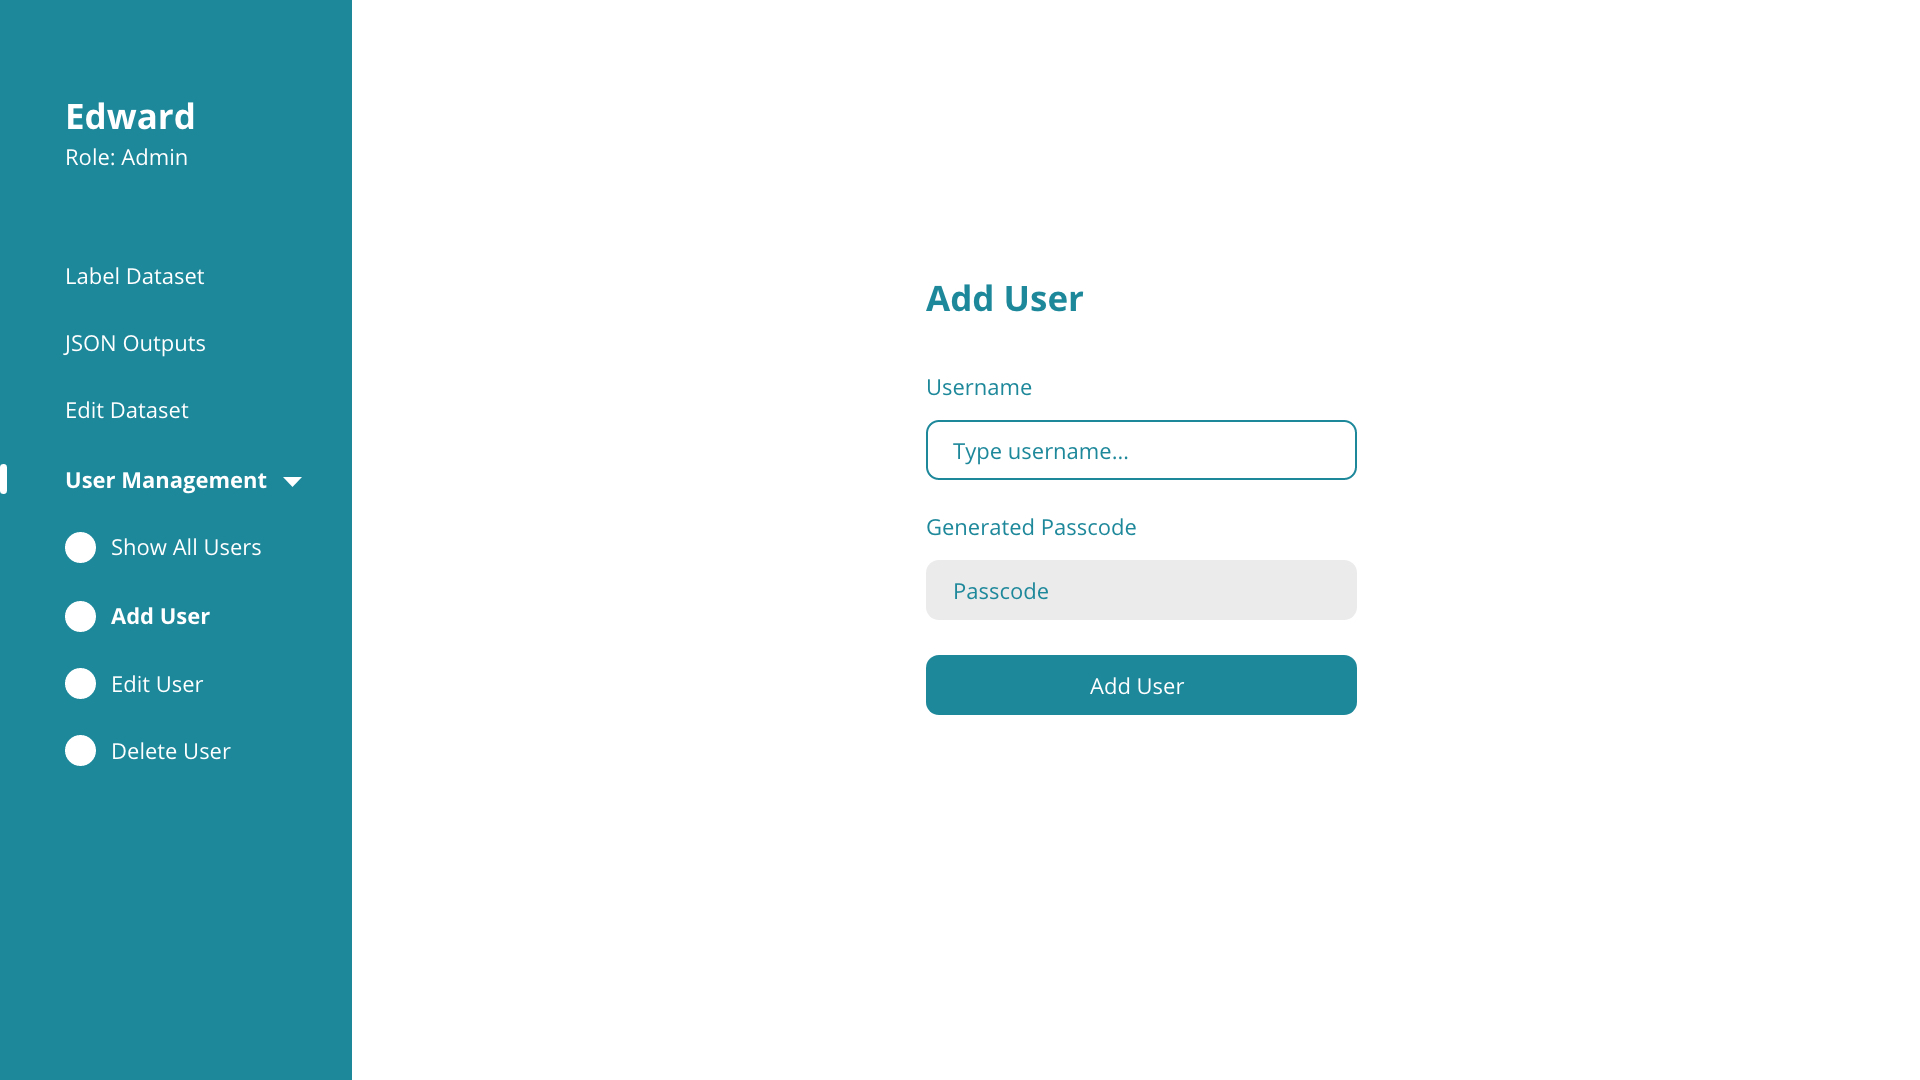 Edward
Role: Admin
Label Dataset
JSON Outputs
Edit Dataset
User Management
Show All Users
Add User
Edit User
Delete User
Add User
Username
Type username...
Generated Passcode
Passcode
Add User